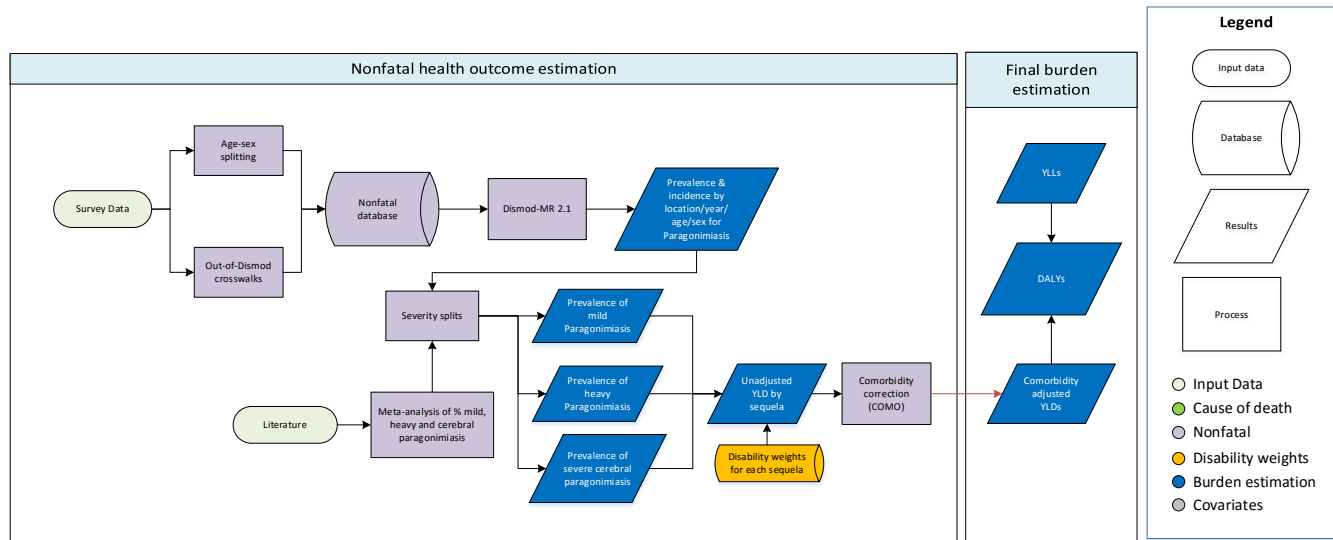 Nonfatal health outcome estimation
Final burden
estimation
Legend
Input data
Database
Results
Process
Input Data
Cause of death
Nonfatal
Disability weights
Burden estimation
Covariates
Survey Data
Age-sex
splitting
Out-of-Dismod
crosswalks
Nonfatal
database
Dismod-MR 2.1
Prevalence &
incidence by
location/year/
age/sex for
Paragonimiasis
Literature
Meta-analysis of % mild,
heavy and cerebral
paragonimiasis
Severity splits
Prevalence of
mild
Paragonimiasis
Prevalence of
heavy
Paragonimiasis
Prevalence of
severe cerebral
paragonimiasis
Unadjusted
YLD by
sequela
Disability weights
for each sequela
Comorbidity
correction
(COMO)
YLLs
DALYs
Comorbidity
adjusted
YLDs